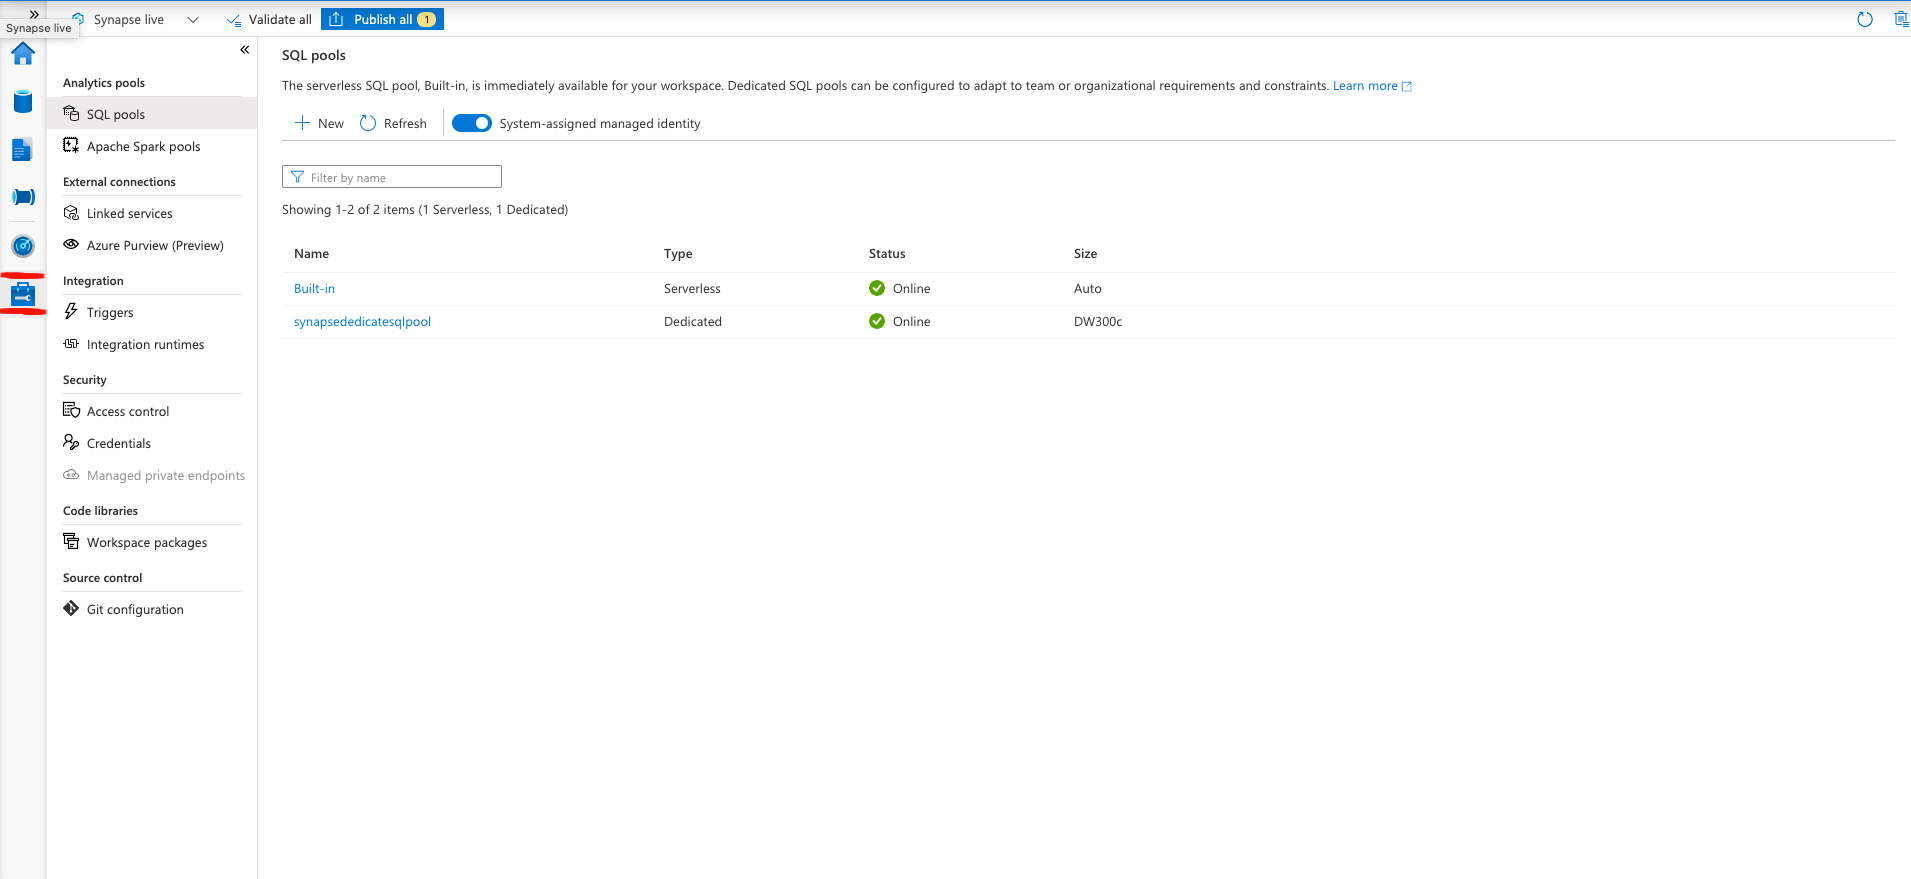 Synapse live
Validate all
Publish all 1
Synapse live
Analytics pools
SQL pools
Apache Spark pools
External connections
Linked services
Azure Purview (Preview)
Integration
Triggers
Integration runtimes
Security
Access control
Credentials
Managed private endpoints
Code libraries
Workspace packages
Source control
Git configuration
SQL pools
The serverless SQL pool, Built-in, is immediately available for your workspace. Dedicated SQL pools can be configured to adapt to team or organizational requirements and constraints. Learn more
New Refresh System-assigned managed identity
Filter by name
Showing 1-2 of 2 items (1 Serverless, 1 Dedicated)
Name Type Status Size
Built-in Serverless Online Auto
synapsededicatesqlpool Dedicated Online DW300c